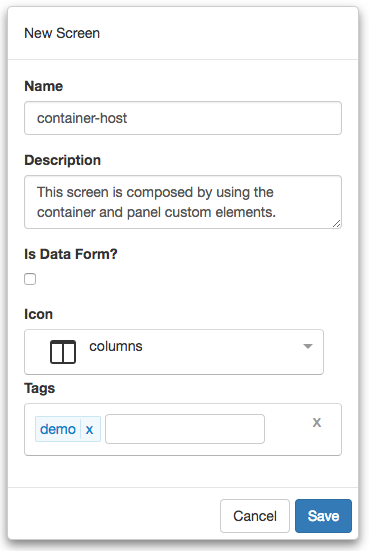 New Screen
Name
container-host
Description
This screen is composed by using the
container and panel custom elements.
Is Data Form?
Icon
columns
Tags
demo x
x
Cancel Save